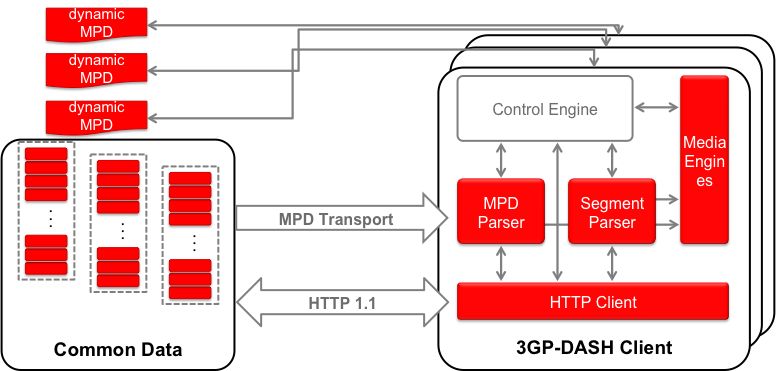 dynamic
MPD
dynamic
MPD
dynamic
MPD
Control Engine
Media
Engin
es
MPD
Parser
Segment
Parser
MPD Transport
HTTP 1.1
HTTP Client
Common Data
3GP-DASH Client